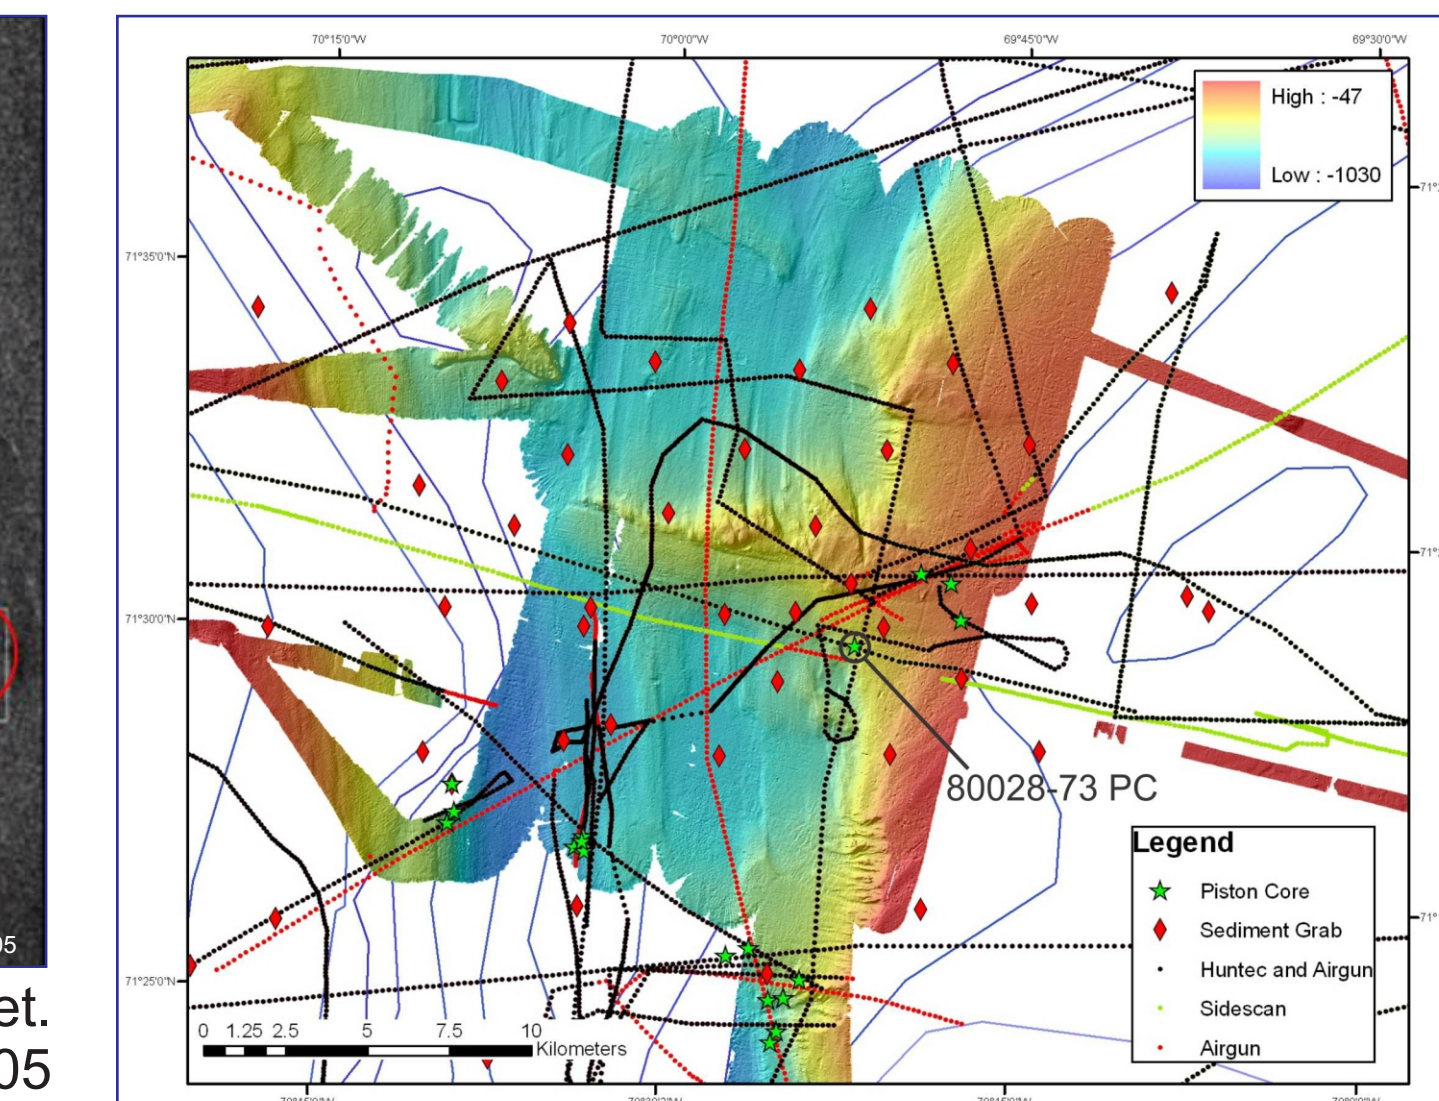 70°15'0"W 70°0'0"W 69°45'0"W 69°30'0"W
High : -47
Low : -1030
71°35'0"N
71°30'0"N
80028-73 PC
Legend
Piston Core
Sediment Grab
Huntec and Airgun
Sidescan
Airgun
71°25'0"N
0 1.25 2.5 5 7.5 10
Kilometers
05
et.
05